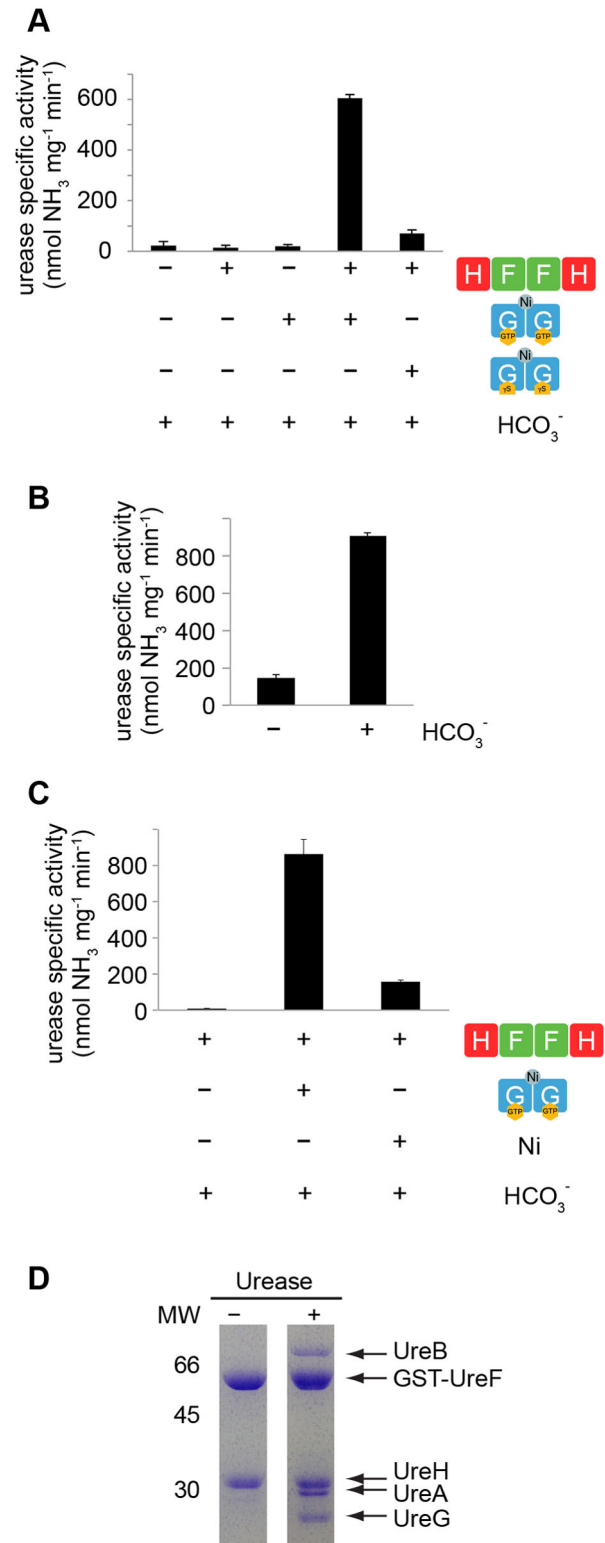 A
urease specific activity
(nmol NH3 mg-1 min-1)
600
400
200
0
– + – + + H F F H
– – + + – Ni G G GTP GTP
– – – – + Ni G G γS γS
+ + + + + HCO3-
B
urease specific activity
(nmol NH3 mg-1 min-1)
800
600
400
200
0
– + HCO3-
C
urease specific activity
(nmol NH3 mg-1 min-1)
800
600
400
200
0
+ + + H F F H
– + – Ni G G GTP GTP
– – + Ni
+ + + HCO3-
D
Urease
MW – +
UreB
66
GST-UreF
45
UreH
30
UreA
UreG